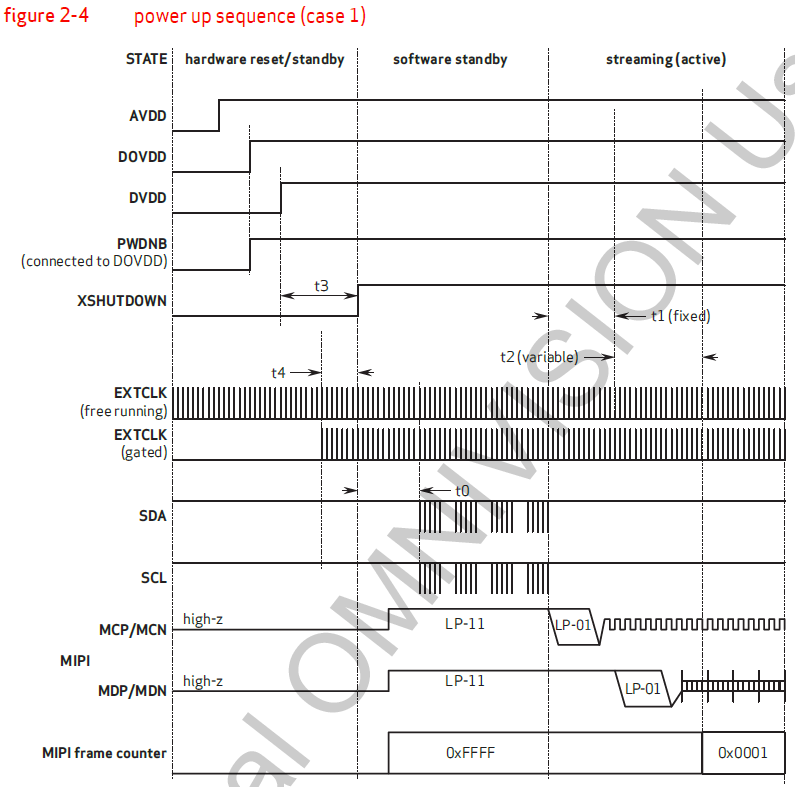 figure 2-4 power up sequence (case 1)
STATE hardware reset/standby software standby streaming (active)
AVDD
DOVDD
DVDD
PWDNB
(connected to DOVDD)
t3
XSHUTDOWN
t1 (fixed)
t2 (variable)
t4
EXTCLK
(free running)
EXTCLK
(gated)
t0
SDA
SCL
high-z LP-11 LP-01
MCP/MCN
MIPI
high-z LP-11 LP-01
MDP/MDN
MIPI frame counter 0xFFFF 0x0001
al OMNIVISION Us